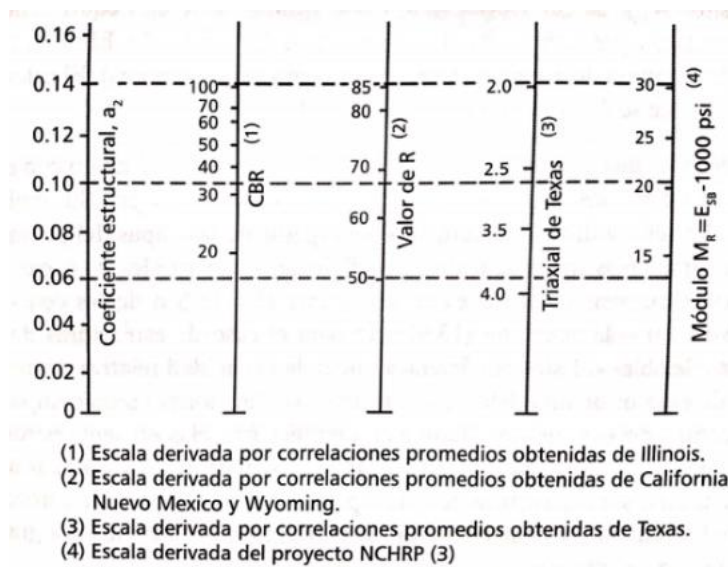 0.16
0.14
0.12
0.10
0.08
0.06
0.04
0.02
0
Coeficiente estructural, a2
100
70
60
50
40
30
20
CBR (1)
85
80
70
60
50
Valor de R (2)
2.0
2.5
3.5
4.0
Triaxial de Texas (3)
30
25
20
15
Módulo MR=ESB-1000 psi (4)
(1) Escala derivada por correlaciones promedios obtenidas de Illinois.
(2) Escala derivada por correlaciones promedios obtenidas de California
Nuevo Mexico y Wyoming.
(3) Escala derivada por correlaciones promedios obtenidas de Texas.
(4) Escala derivada del proyecto NCHRP (3)